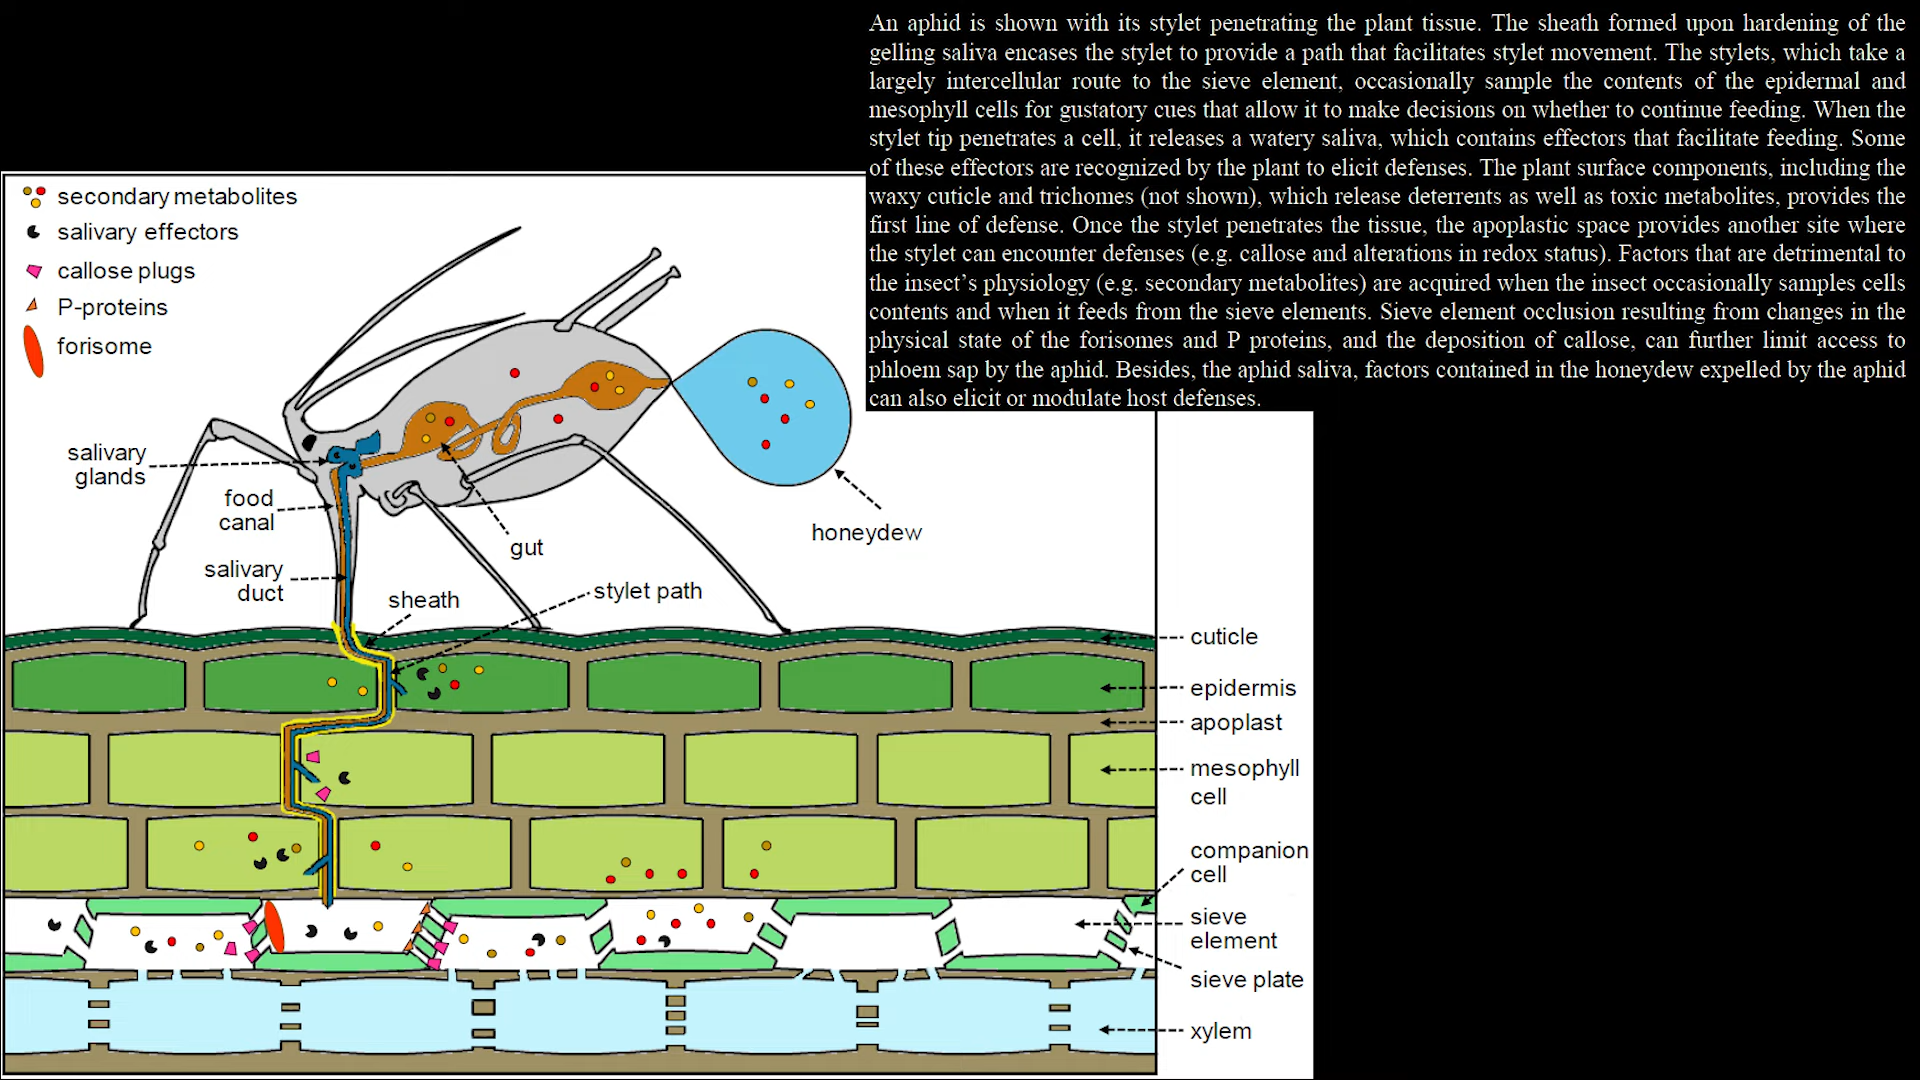 An aphid is shown with its stylet penetrating the plant tissue. The sheath formed upon hardening of the
gelling saliva encases the stylet to provide a path that facilitates stylet movement. The stylets, which take a
largely intercellular route to the sieve element, occasionally sample the contents of the epidermal and
mesophyll cells for gustatory cues that allow it to make decisions on whether to continue feeding. When the
stylet tip penetrates a cell, it releases a watery saliva, which contains effectors that facilitate feeding. Some
of these effectors are recognized by the plant to elicit defenses. The plant surface components, including the
waxy cuticle and trichomes (not shown), which release deterrents as well as toxic metabolites, provides the
first line of defense. Once the stylet penetrates the tissue, the apoplastic space provides another site where
the stylet can encounter defenses (e.g. callose and alterations in redox status). Factors that are detrimental to
the insect's physiology (e.g. secondary metabolites) are acquired when the insect occasionally samples cells
contents and when it feeds from the sieve elements. Sieve element occlusion resulting from changes in the
physical state of the forisomes and P proteins, and the deposition of callose, can further limit access to
phloem sap by the aphid. Besides, the aphid saliva, factors contained in the honeydew expelled by the aphid
can also elicit or modulate host defenses.
secondary metabolites
salivary effectors
callose plugs
P-proteins
forisome
salivary
glands
food
canal
gut
honeydew
salivary
duct
sheath
stylet path
cuticle
epidermis
apoplast
mesophyll
cell
companion
cell
sieve
element
sieve plate
xylem